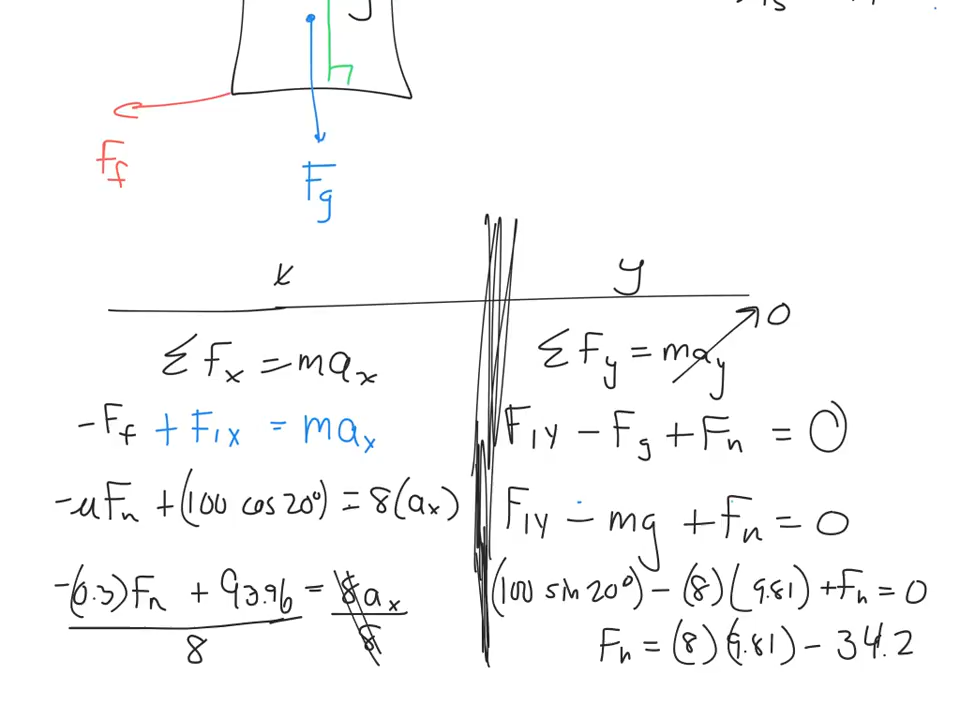 F_f
F_g
x
y
ΣF_x = ma_x
-F_f + F_1x = ma_x
-μF_n + (100 cos 20°) = 8(a_x)
-(0.3)F_n + 93.96 = 8a_x
8 8
ΣF_y = ma_y 0
F_1y - F_g + F_n = 0
F_1y - mg + F_n = 0
(100 sin 20°) - (8)(9.81) + F_n = 0
F_n = (8)(9.81) - 34.2